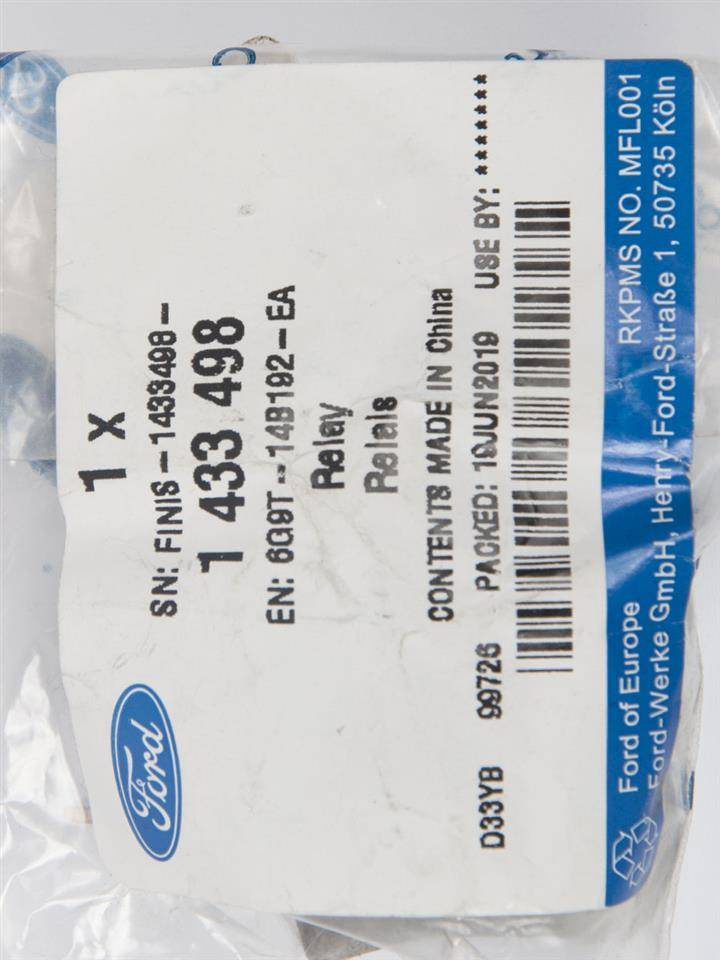 1 x
SN: FINIS-1433498-
1 433 498
EN: 6G9T-14B192-EA
Relay
Relais
CONTENTS MADE IN China
D33YB 99726 PACKED: 19JUN2019 USE BY: ********
Ford
Ford of Europe RKPMS NO. MFL001
Ford-Werke GmbH, Henry-Ford-Straße 1, 50735 Köln